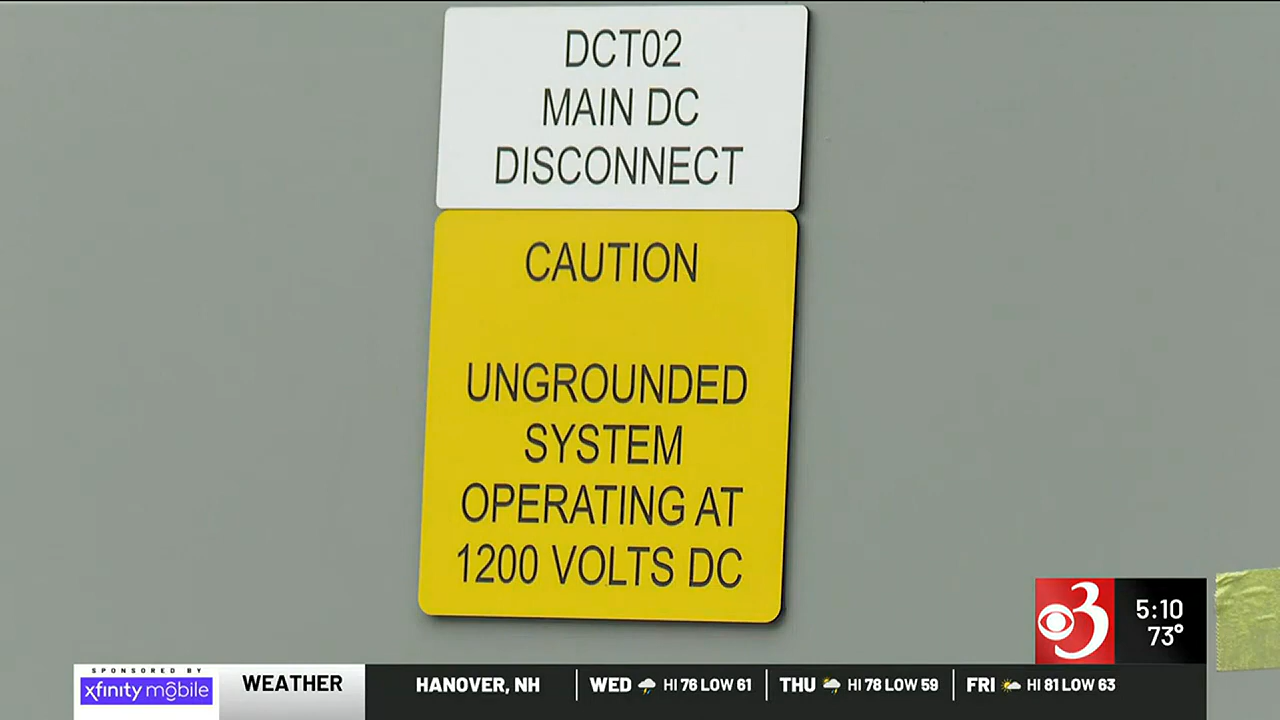 DCT02
MAIN DC
DISCONNECT
CAUTION
UNGROUNDED
SYSTEM
OPERATING AT
1200 VOLTS DC
3
5:10
73°
SPONSORED BY
xfinity mobile
WEATHER
HANOVER, NH
WED HI 76 LOW 61
THU HI 78 LOW 59
FRI HI 81 LOW 63